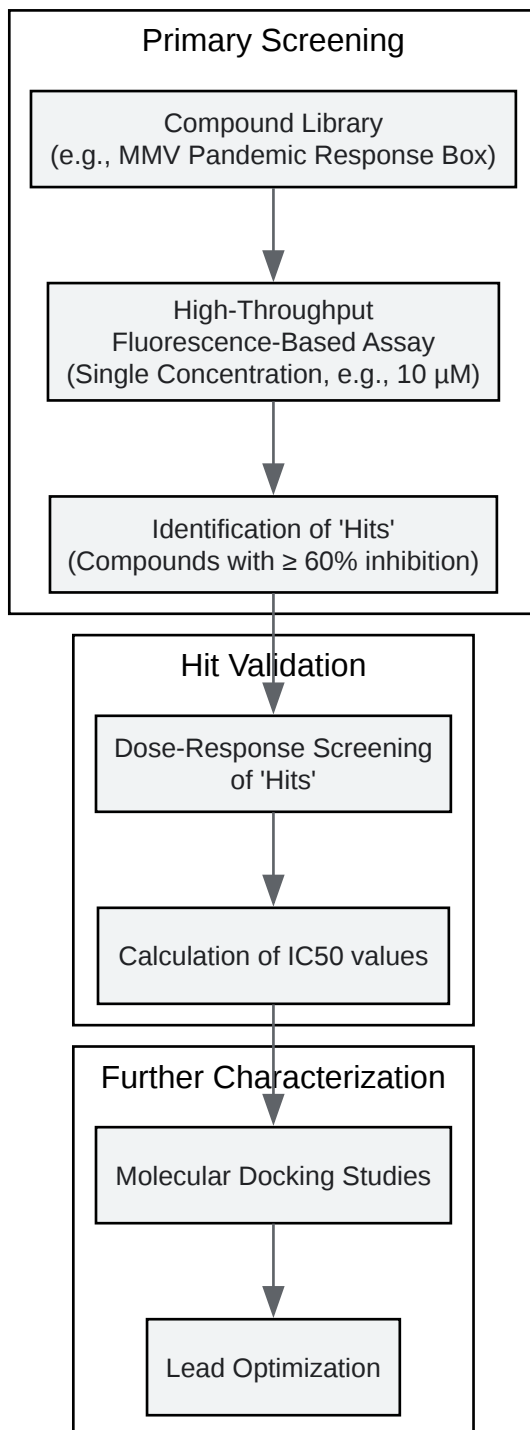 Primary Screening
Compound Library
(e.g., MMV Pandemic Response Box)
High-Throughput
Fluorescence-Based Assay
(Single Concentration, e.g., 10 µM)
Identification of 'Hits'
(Compounds with ≥ 60% inhibition)
Hit Validation
Dose-Response Screening
of 'Hits'
Calculation of IC50 values
Further Characterization
Molecular Docking Studies
Lead Optimization